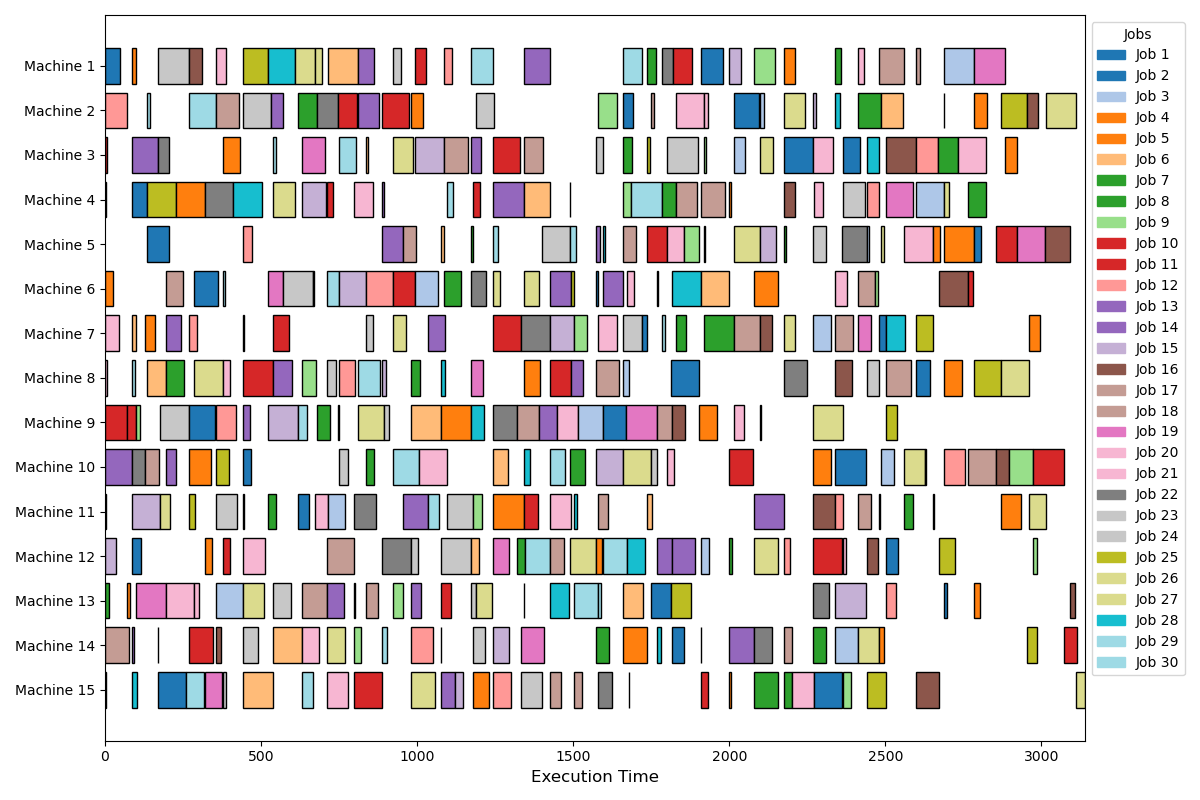 Machine 1
Machine 2
Machine 3
Machine 4
Machine 5
Machine 6
Machine 7
Machine 8
Machine 9
Machine 10
Machine 11
Machine 12
Machine 13
Machine 14
Machine 15
0 500 1000 1500 2000 2500 3000
Execution Time
Jobs
Job 1
Job 2
Job 3
Job 4
Job 5
Job 6
Job 7
Job 8
Job 9
Job 10
Job 11
Job 12
Job 13
Job 14
Job 15
Job 16
Job 17
Job 18
Job 19
Job 20
Job 21
Job 22
Job 23
Job 24
Job 25
Job 26
Job 27
Job 28
Job 29
Job 30